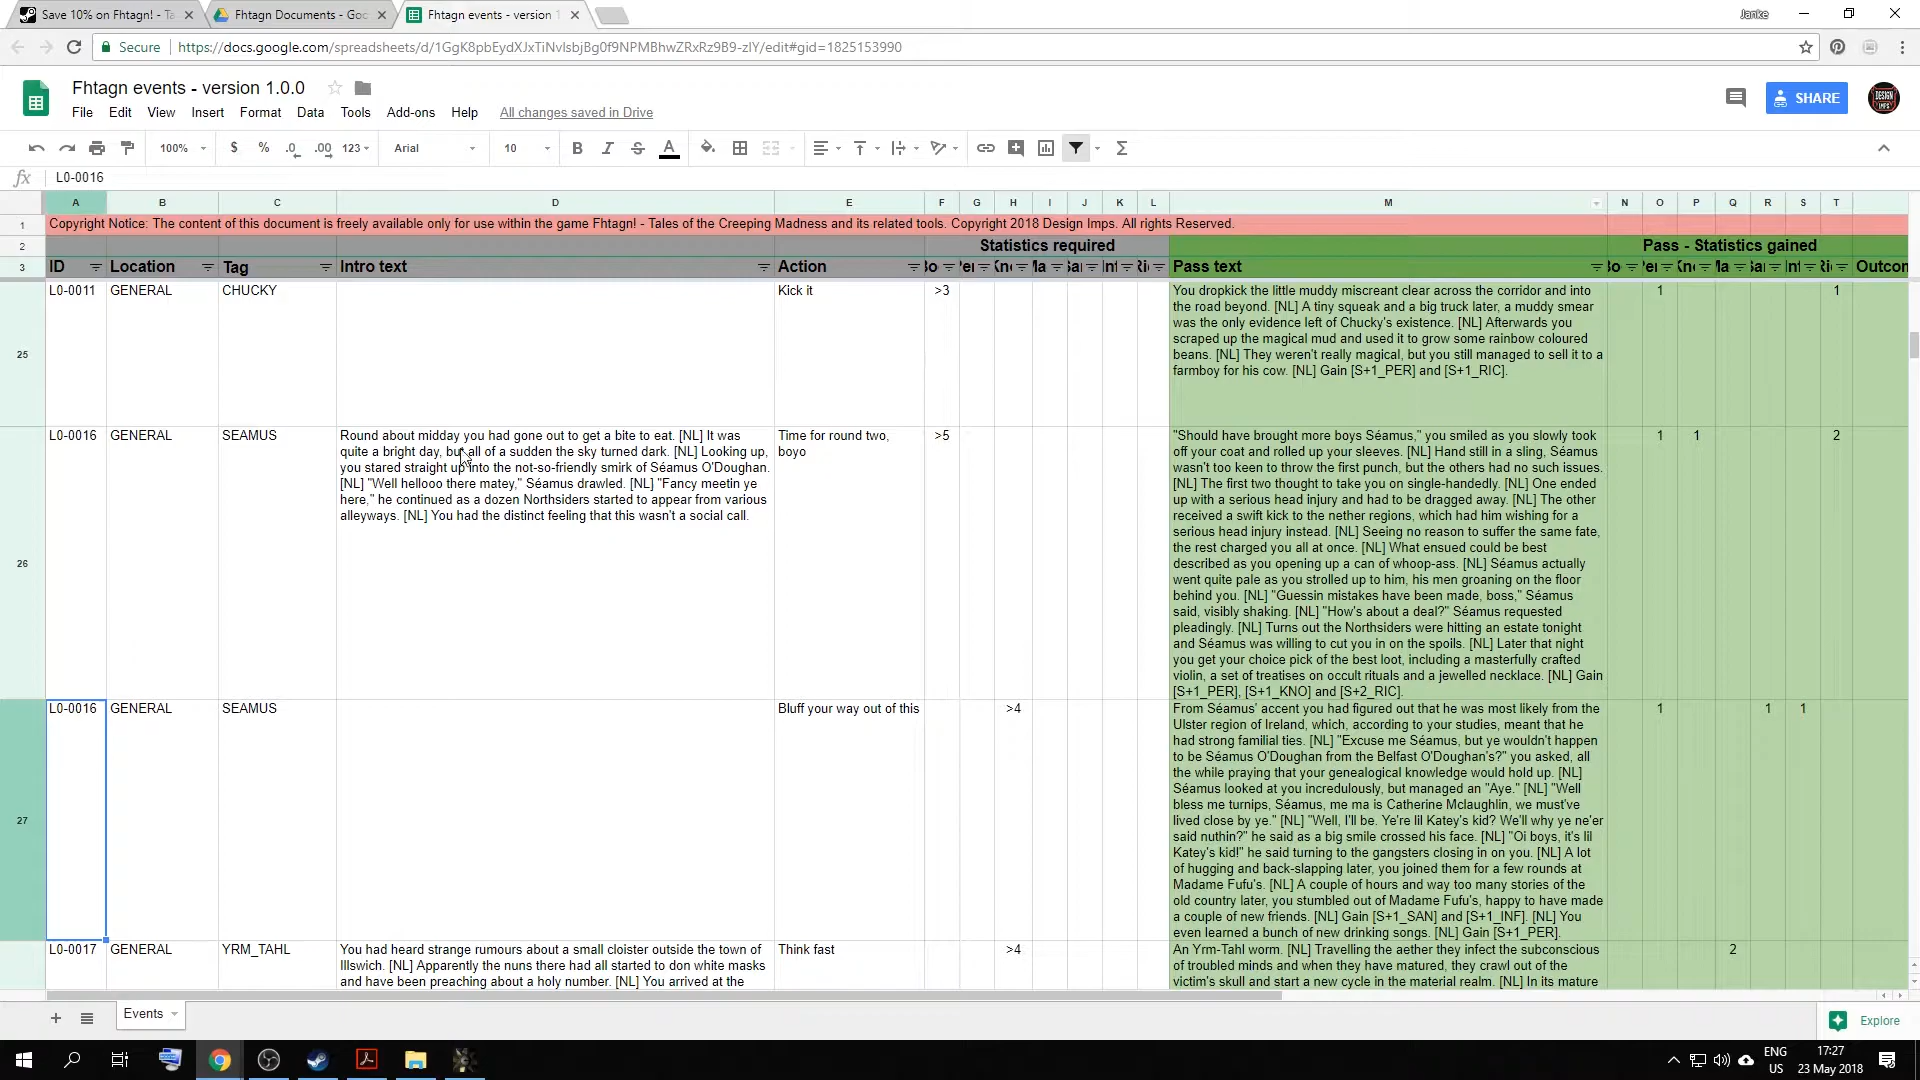 Save 10% on Fhtagn! - Ta
Fhtagn Documents - Goo
Fhtagn events - version 1
Janke
Secure
https://docs.google.com/spreadsheets/d/1GgK8pbEydXJxTiNvlsbjBg0f9NPMBhwZRxRz9B9-zlY/edit#gid=1825153990
Fhtagn events - version 1.0.0
File Edit View Insert Format Data Tools Add-ons Help All changes saved in Drive
SHARE
DESIGN IMPS
100% $ % .0 .00 123 Arial 10 B I S A Σ
fx L0-0016
A B C D E F G H I J K L M N O P Q R S T
1 Copyright Notice: The content of this document is freely available only for use within the game Fhtagn! - Tales of the Creeping Madness and its related tools. Copyright 2018 Design Imps. All rights Reserved.
2 Statistics required Pass - Statistics gained
3 ID Location Tag Intro text Action Pass text Outcom
25
L0-0011 GENERAL CHUCKY Kick it >3
You dropkick the little muddy miscreant clear across the corridor and into
the road beyond. [NL] A tiny squeak and a big truck later, a muddy smear
was the only evidence left of Chucky's existence. [NL] Afterwards you
scraped up the magical mud and used it to grow some rainbow coloured
beans. [NL] They weren't really magical, but you still managed to sell it to a
farmboy for his cow. [NL] Gain [S+1_PER] and [S+1_RIC].
1 1
26
L0-0016 GENERAL SEAMUS
Round about midday you had gone out to get a bite to eat. [NL] It was
quite a bright day, but all of a sudden the sky turned dark. [NL] Looking up,
you stared straight up into the not-so-friendly smirk of Séamus O'Doughan.
[NL] "Well hellooo there matey," Séamus drawled. [NL] "Fancy meetin ye
here," he continued as a dozen Northsiders started to appear from various
alleyways. [NL] You had the distinct feeling that this wasn't a social call.
Time for round two,
boyo
>5
"Should have brought more boys Séamus," you smiled as you slowly took
off your coat and rolled up your sleeves. [NL] Hand still in a sling, Séamus
wasn't too keen to throw the first punch, but the others had no such issues.
[NL] The first two thought to take you on single-handedly. [NL] One ended
up with a serious head injury and had to be dragged away. [NL] The other
received a swift kick to the nether regions, which had him wishing for a
serious head injury instead. [NL] Seeing no reason to suffer the same fate,
the rest charged you all at once. [NL] What ensued could be best
described as you opening up a can of whoop-ass. [NL] Séamus actually
went quite pale as you strolled up to him, his men groaning on the floor
behind you. [NL] "Guessin mistakes have been made, boss," Séamus
said, visibly shaking. [NL] "How's about a deal?" Séamus requested
pleadingly. [NL] Turns out the Northsiders were hitting an estate tonight
and Séamus was willing to cut you in on the spoils. [NL] Later that night
you get your choice pick of the best loot, including a masterfully crafted
violin, a set of treatises on occult rituals and a jewelled necklace. [NL] Gain
[S+1_PER], [S+1_KNO] and [S+2_RIC].
1 1 2
27
L0-0016 GENERAL SEAMUS Bluff your way out of this >4
From Séamus' accent you had figured out that he was most likely from the
Ulster region of Ireland, which, according to your studies, meant that he
had strong familial ties. [NL] "Excuse me Séamus, but ye wouldn't happen
to be Séamus O'Doughan from the Belfast O'Doughan's?" you asked, all
the while praying that your genealogical knowledge would hold up. [NL]
Séamus looked at you incredulously, but managed an "Aye." [NL] "Well
bless me turnips, Séamus, me ma is Catherine Mclaughlin, we must've
lived close by ye." [NL] "Well, I'll be. Ye're lil Katey's kid? We'll why ye ne'er
said nuthin?" he said as a big smile crossed his face. [NL] "Oi boys, it's lil
Katey's kid!" he said turning to the gangsters closing in on you. [NL] A lot
of hugging and back-slapping later, you joined them for a few rounds at
Madame Fufu's. [NL] A couple of hours and way too many stories of the
old country later, you stumbled out of Madame Fufu's, happy to have made
a couple of new friends. [NL] Gain [S+1_SAN] and [S+1_INF]. [NL] You
even learned a bunch of new drinking songs. [NL] Gain [S+1_PER].
1 1 1
L0-0017 GENERAL YRM_TAHL
You had heard strange rumours about a small cloister outside the town of
Illswich. [NL] Apparently the nuns there had all started to don white masks
and have been preaching about a holy number. [NL] You arrived at the
Think fast
>4
An Yrm-Tahl worm. [NL] Travelling the aether they infect the subconscious
of troubled minds and when they have matured, they crawl out of the
victim's skull and start a new cycle in the material realm. [NL] In its mature
2
Events
Explore
ENG
US
17:27
23 May 2018